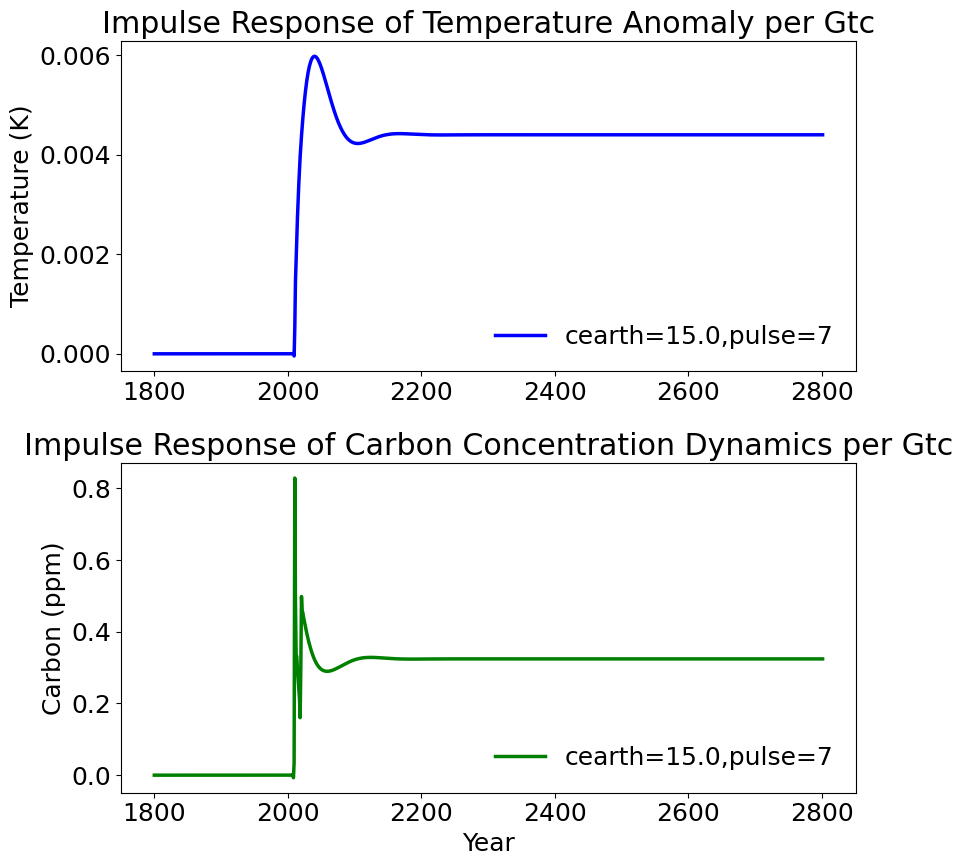 Impulse Response of Temperature Anomaly per Gtc
0.006
0.004
0.002
0.000
Temperature (K)
cearth=15.0,pulse=7
1800 2000 2200 2400 2600 2800
Impulse Response of Carbon Concentration Dynamics per Gtc
0.8
0.6
0.4
0.2
0.0
Carbon (ppm)
cearth=15.0,pulse=7
1800 2000 2200 2400 2600 2800
Year